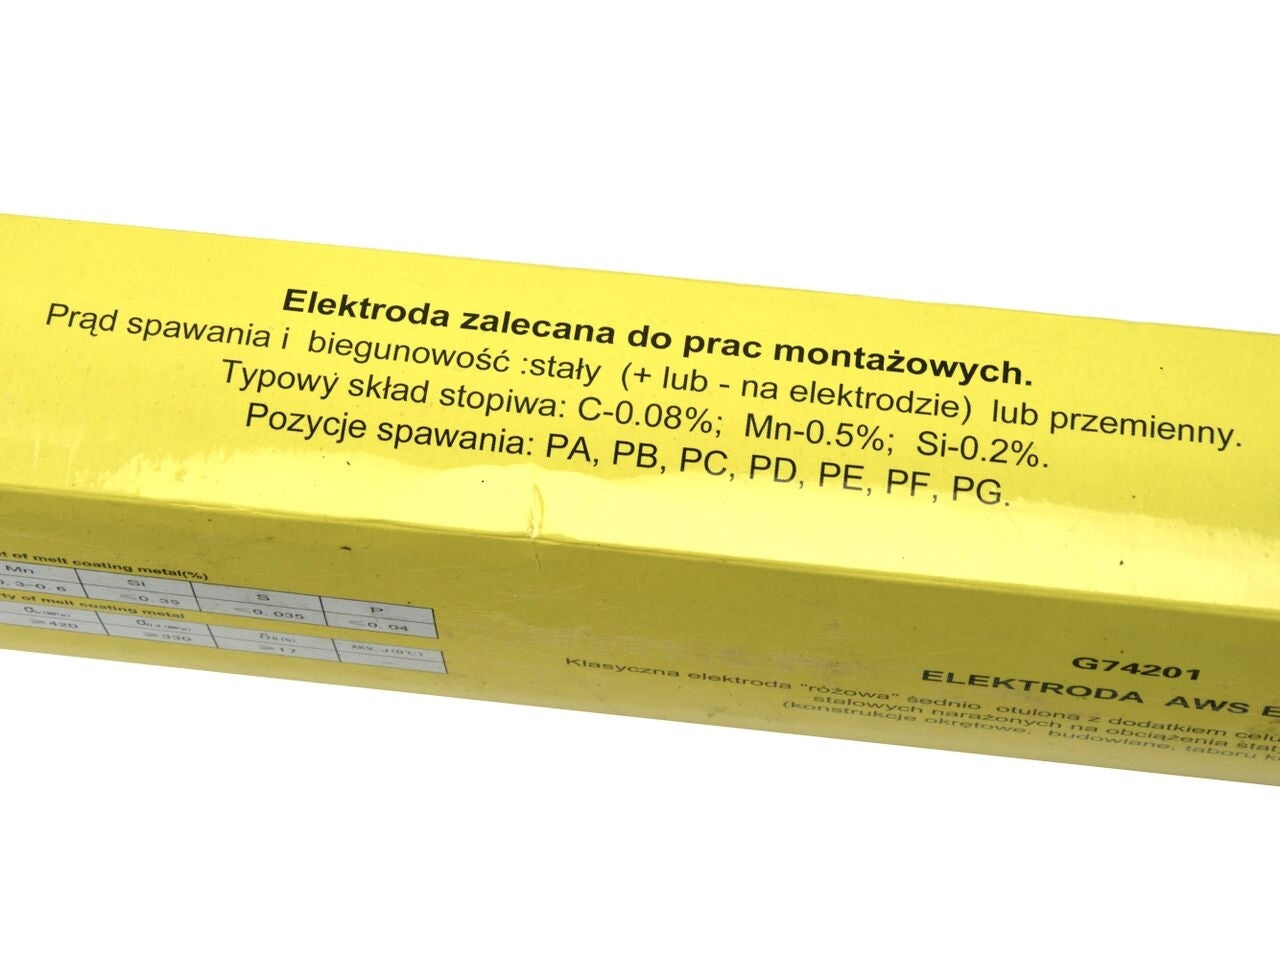 Elektroda zalecana do prac montażowych.
Prąd spawania i biegunowość :stały (+ lub - na elektrodzie) lub przemienny.
Typowy skład stopiwa: C-0.08%; Mn-0.5%; Si-0.2%.
Pozycje spawania: PA, PB, PC, PD, PE, PF, PG.
of melt coating metal(%)
Mn Si S P
0.3-0.6 ≤0.35 ≤0.035 ≤0.04
of melt coating metal
≥420 ≥330 ≥17
AKV J(0℃)
G74201
ELEKTRODA AWS E
Klasyczna elektroda "różowa" śednio otulona z dodatkiem celu
stalowych narażonych na obciążenia stat
(konstrukcje okrętowe, budowlane, taboru k